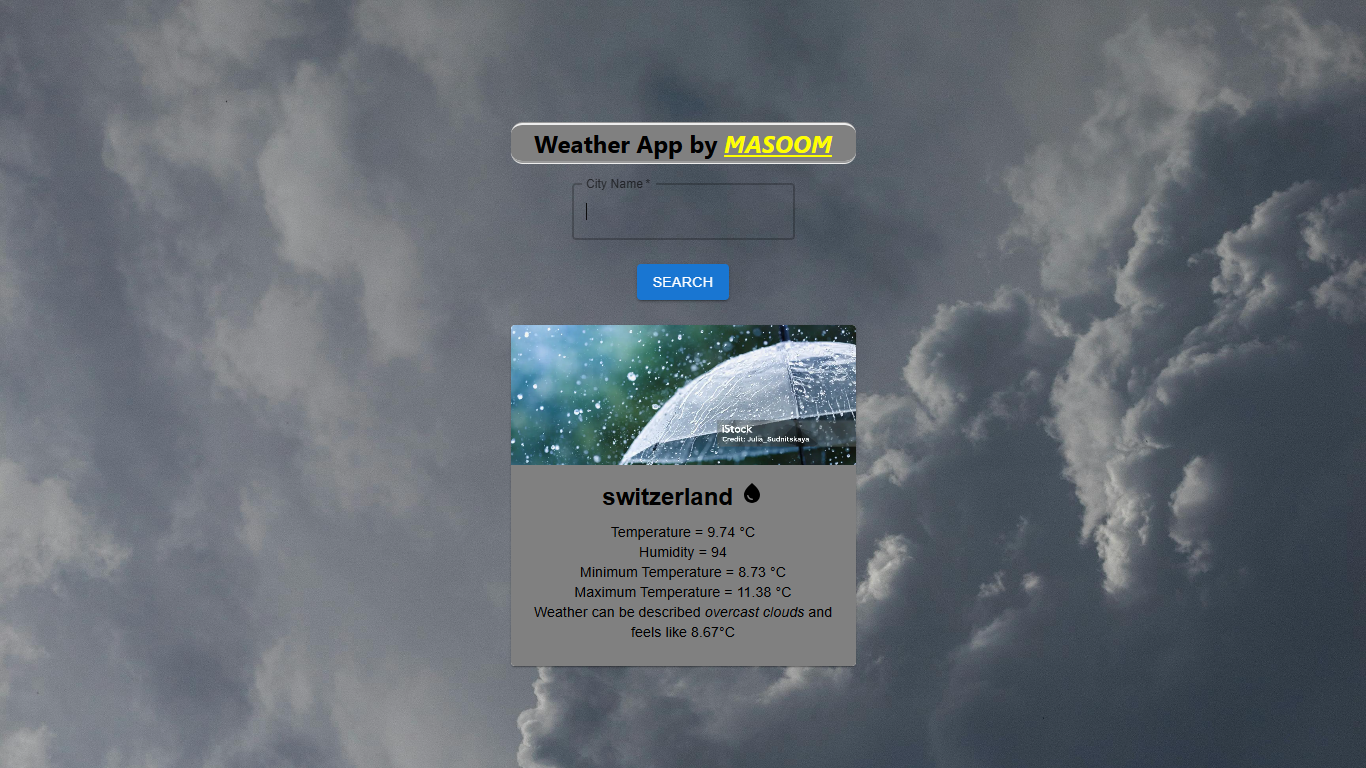 Weather App by MASOOM
City Name *
SEARCH
iStock
Credit: Julia_Sudnitskaya
switzerland
Temperature = 9.74 °C
Humidity = 94
Minimum Temperature = 8.73 °C
Maximum Temperature = 11.38 °C
Weather can be described overcast clouds and
feels like 8.67°C